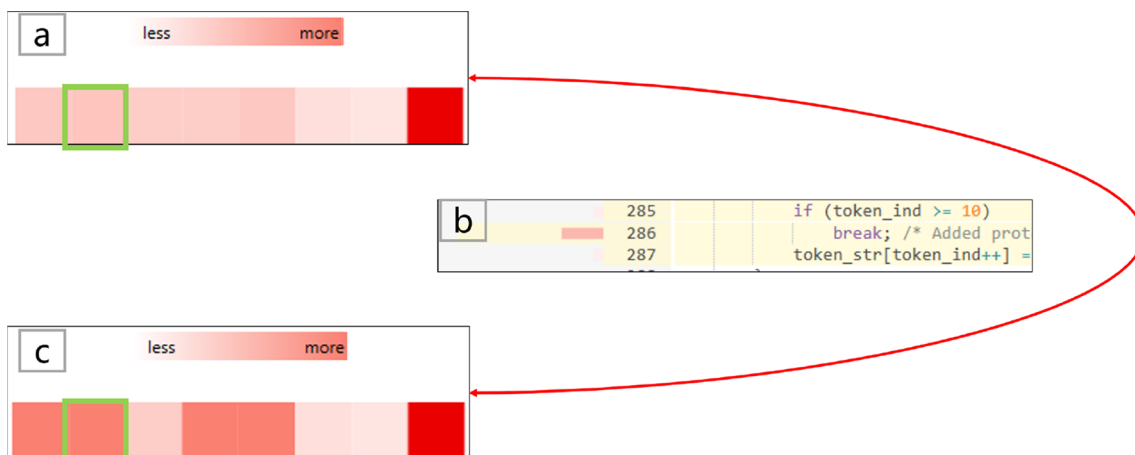 a
less more
b
285 if (token_ind >= 10)
286 break; /* Added prot
287 token_str[token_ind++] =
c
less more